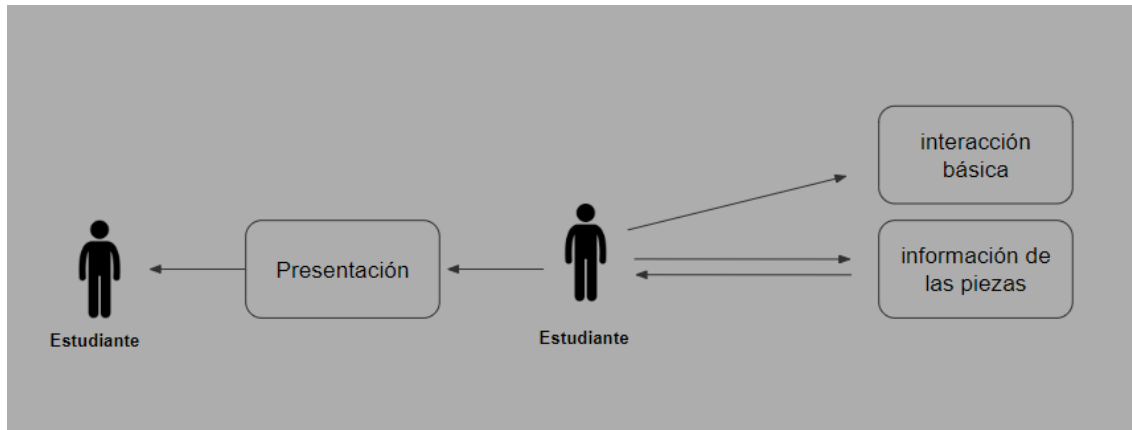 interacción
básica
Presentación
información de
las piezas
Estudiante
Estudiante